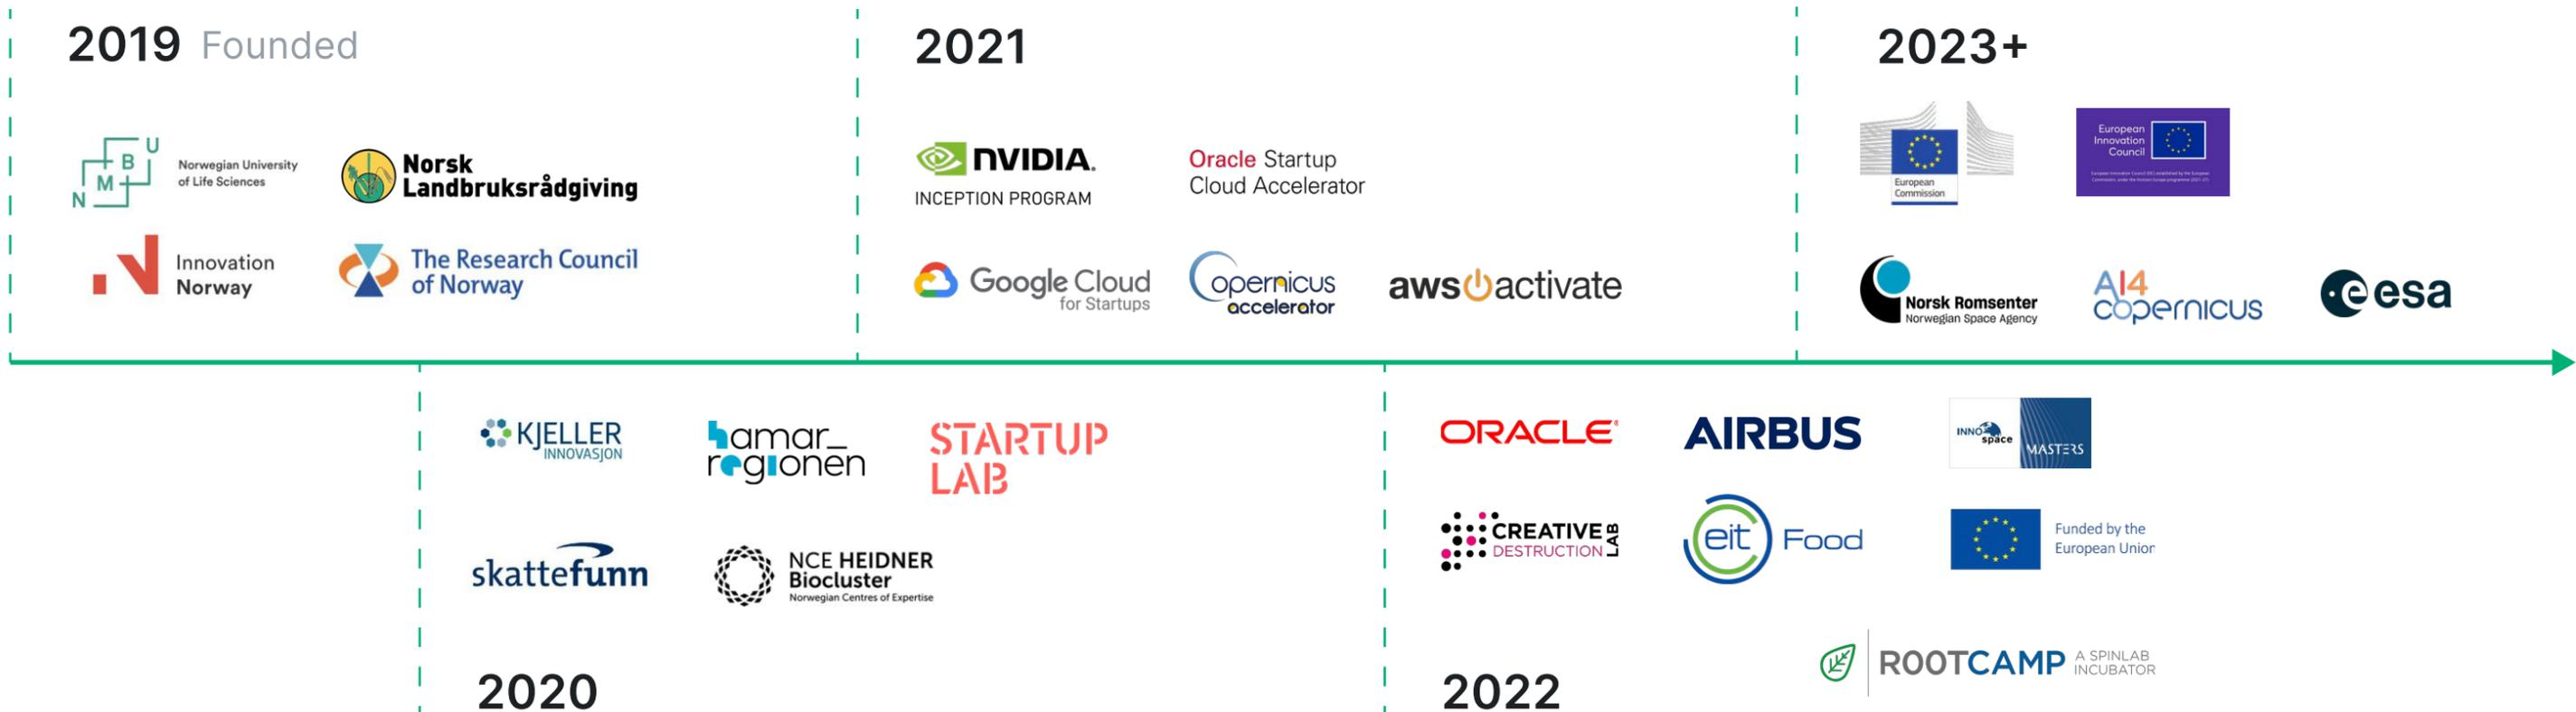 2019 Founded
N M B U
Norwegian University
of Life Sciences
Norsk
Landbruksrådgiving
Innovation
Norway
The Research Council
of Norway
2021
NVIDIA.
INCEPTION PROGRAM
Oracle Startup
Cloud Accelerator
Google Cloud
for Startups
Copernicus
accelerator
aws activate
2023+
European
Commission
European
Innovation
Council
Norsk Romsenter
Norwegian Space Agency
AI4
copernicus
esa
KJELLER
INNOVASJON
hamar_
regionen
STARTUP
LAB
skattefunn
NCE HEIDNER
Biocluster
Norwegian Centres of Expertise
2020
ORACLE
AIRBUS
INNO
space
MASTERS
CREATIVE
DESTRUCTION
LAB
eit Food
Funded by the
European Unior
ROOTCAMP
A SPINLAB
INCUBATOR
2022